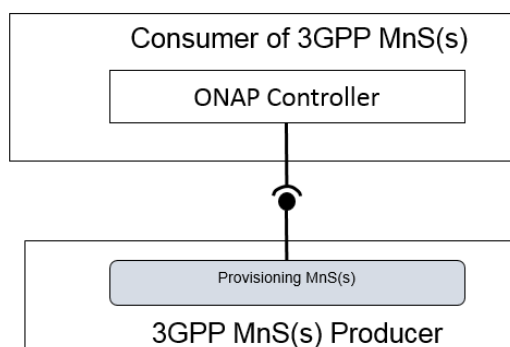 Consumer of 3GPP MnS(s)
ONAP Controller
Provisioning MnS(s)
3GPP MnS(s) Producer